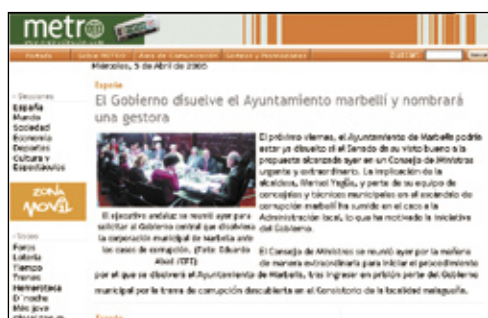 metro
Portada Sobre METRO Área de Comunicación Sorteos y Promociones Buscar:
Miércoles, 5 de Abril de 2006
España
El Gobierno disuelve el Ayuntamiento marbellí y nombrará
una gestora
Secciones
España
Mundo
Sociedad
Economía
Deportes
Cultura y
Espectáculos
ZONA
MOVIL
Foros
Lotería
Tiempo
Trenes
Hemeroteca
D´noche
Más joven
El próximo viernes, el Ayuntamiento de Marbella podría
estar ya disuelto si el Senado da su visto bueno a la
propuesta alcanzada ayer en un Consejo de Ministros
urgente y extraordinario. La implicación de la
alcaldesa, Marisol Yagüe, y parte de su equipo de
concejales y técnicos municipales en el escándalo de
corrupción marbellí ha sumido en el caos a la
Administración local, lo que ha motivado la iniciativa
del Gobierno.
El ejecutivo andaluz se reunió ayer para
solicitar al Gobierno central que disolviera
la corporación municipal de Marbella ante
los casos de corrupción. (Foto: Eduardo
Abad /EFE)
El Consejo de Ministros se reunió ayer por la mañana
de manera extraordinaria para iniciar el procedimiento
por el que se disolverá el Ayuntamiento de Marbella, tras ingresar en prisión parte del Gobierno
municipal por la trama de corrupción descubierta en el Consistorio de la localidad malagueña.
España